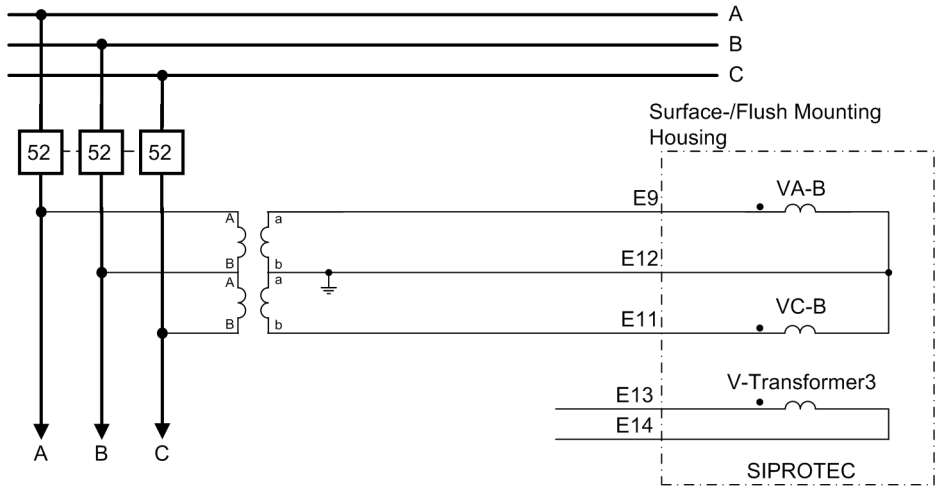 A
B
C
Surface-/Flush Mounting
Housing
52 52 52
E9 VA-B
A a
B b
E12
A a
B b
E11 VC-B
E13 V-Transformer3
E14
A B C
SIPROTEC